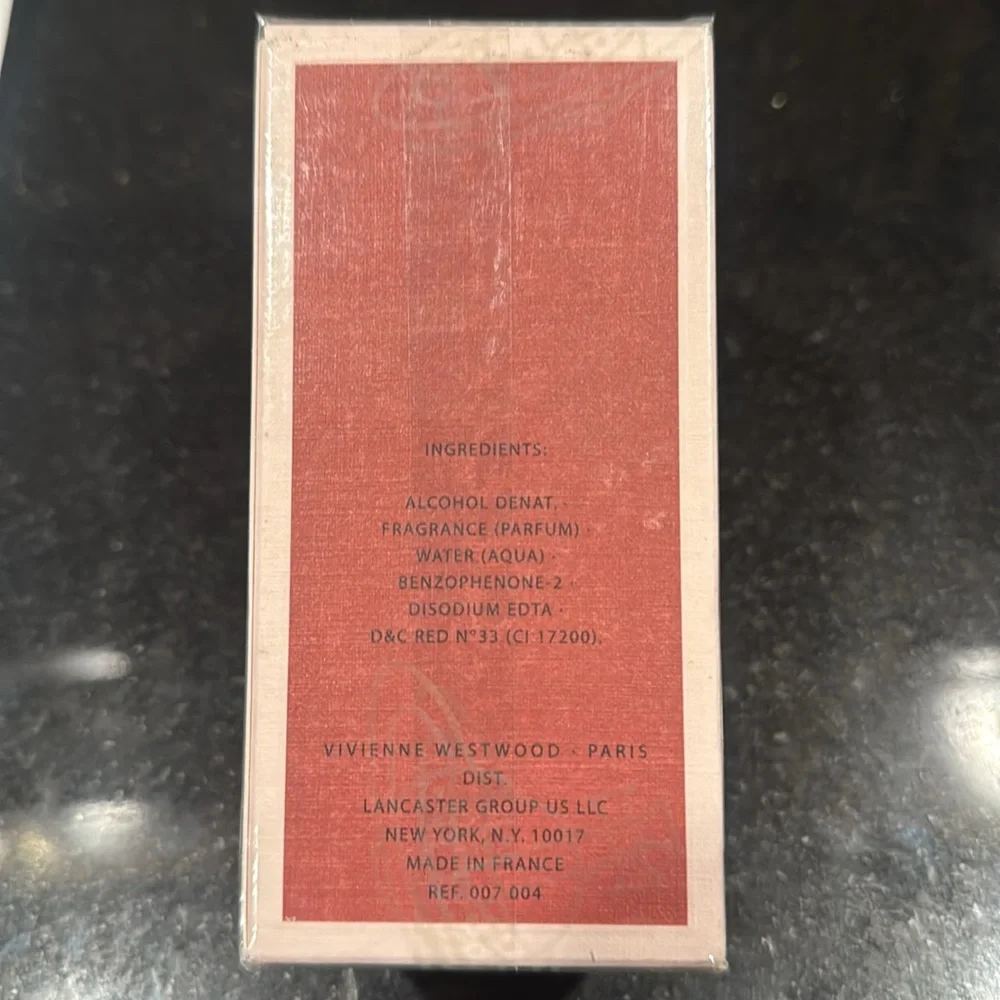 INGREDIENTS:
ALCOHOL DENAT. ·
FRAGRANCE (PARFUM) ·
WATER (AQUA) ·
BENZOPHENONE-2 ·
DISODIUM EDTA ·
D&C RED N°33 (CI 17200).
VIVIENNE WESTWOOD · PARIS
DIST.
LANCASTER GROUP US LLC
NEW YORK, N.Y. 10017
MADE IN FRANCE
REF. 007 004